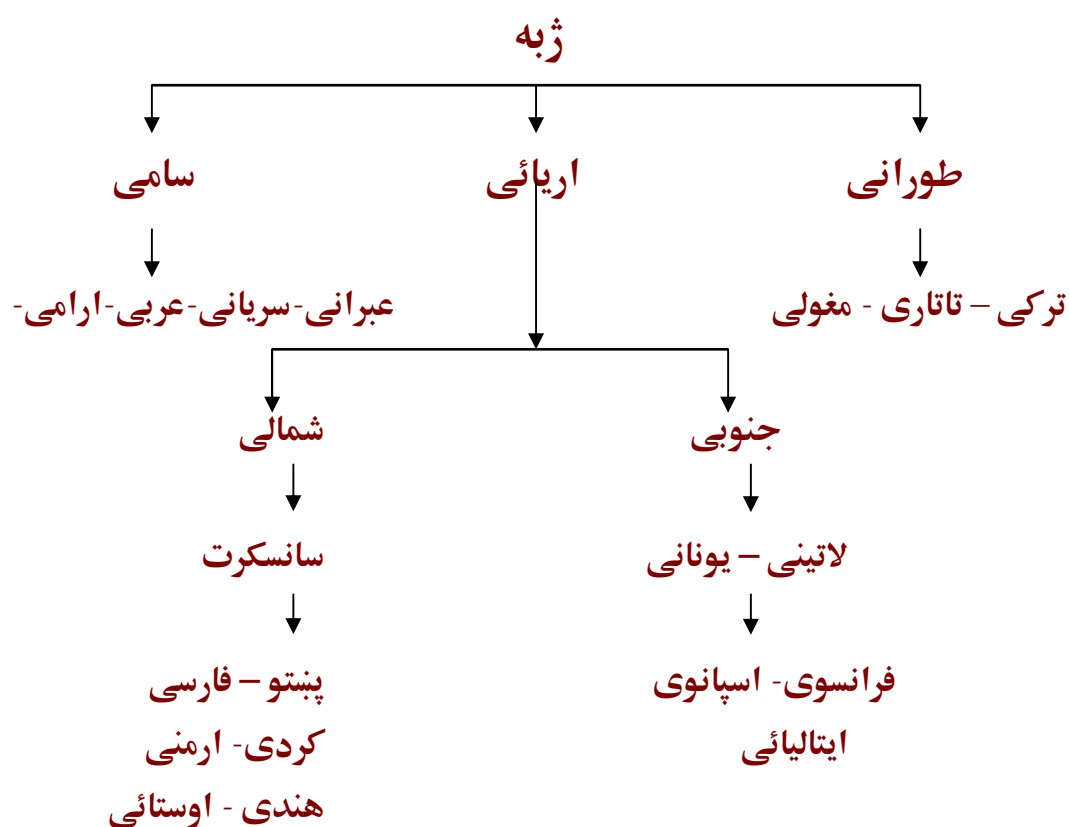 ژبه
طورانی اریائی سامی
ترکی – تاتاری - مغولی
عبرانی-سریانی-عربی-ارامی-
جنوبی شمالی
لاتینی – یونانی
سانسکرت
فرانسوی- اسپانوی
ایتالیائی
پښتو – فارسی
کردی- ارمنی
هندی - اوستائی